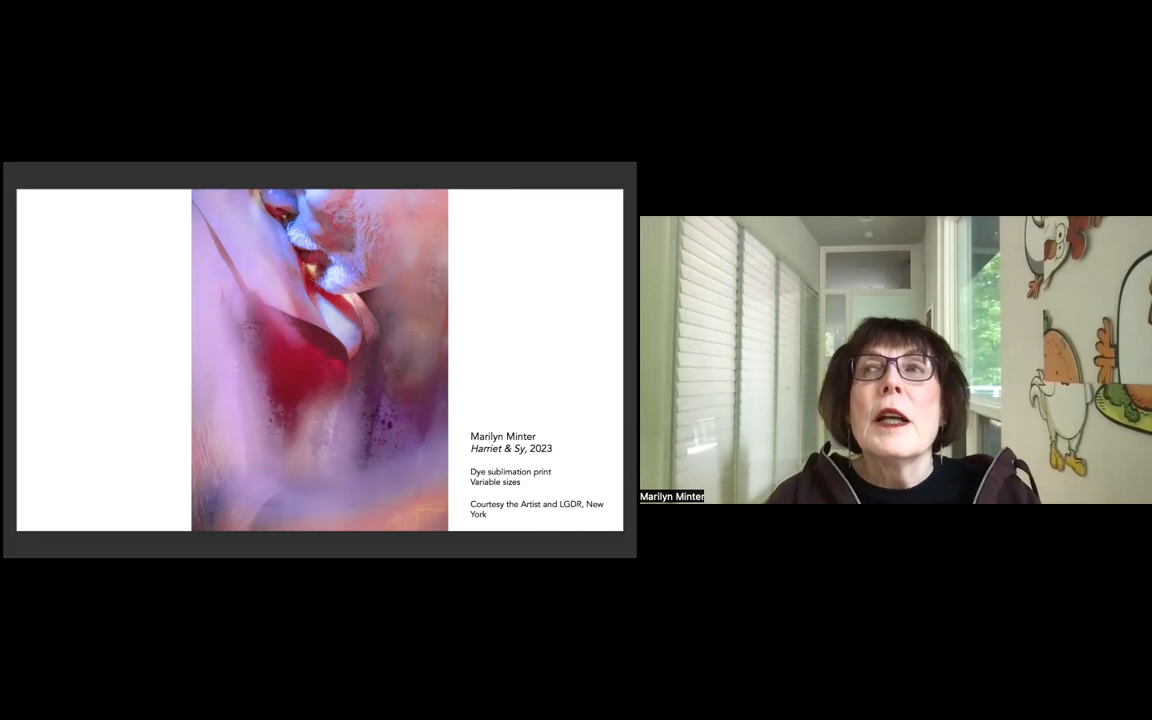 Marilyn Minter
Harriet & Sy, 2023
Dye sublimation print
Variable sizes
Courtesy the Artist and LGDR, New
York
Marilyn Minter